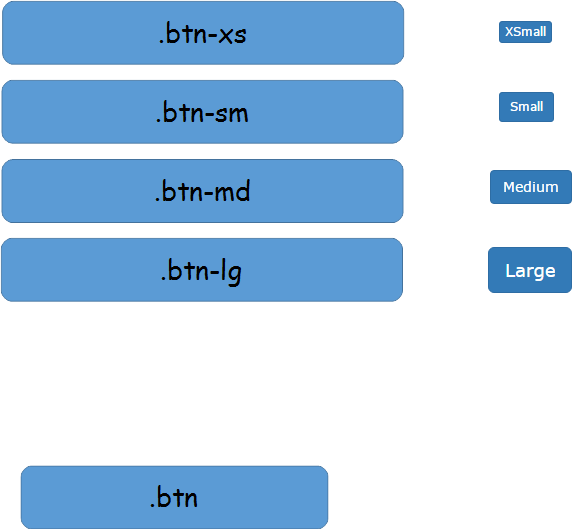 .btn-xs
XSmall
.btn-sm
Small
.btn-md
Medium
.btn-lg
Large
.btn